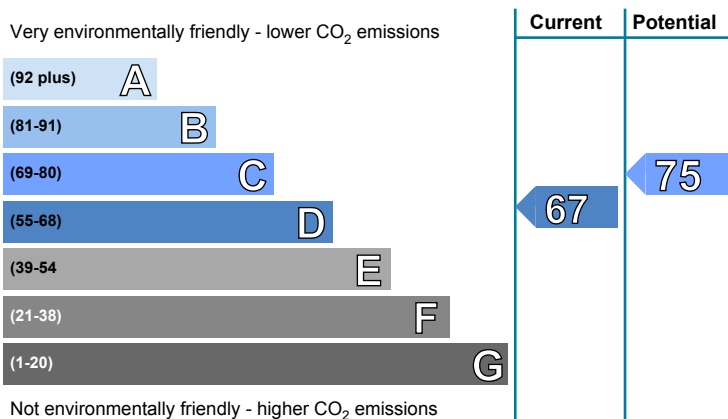 Current Potential
Very environmentally friendly - lower CO2 emissions
(92 plus) A
(81-91) B
(69-80) C
75
(55-68) D
67
(39-54 E
(21-38) F
(1-20) G
Not environmentally friendly - higher CO2 emissions